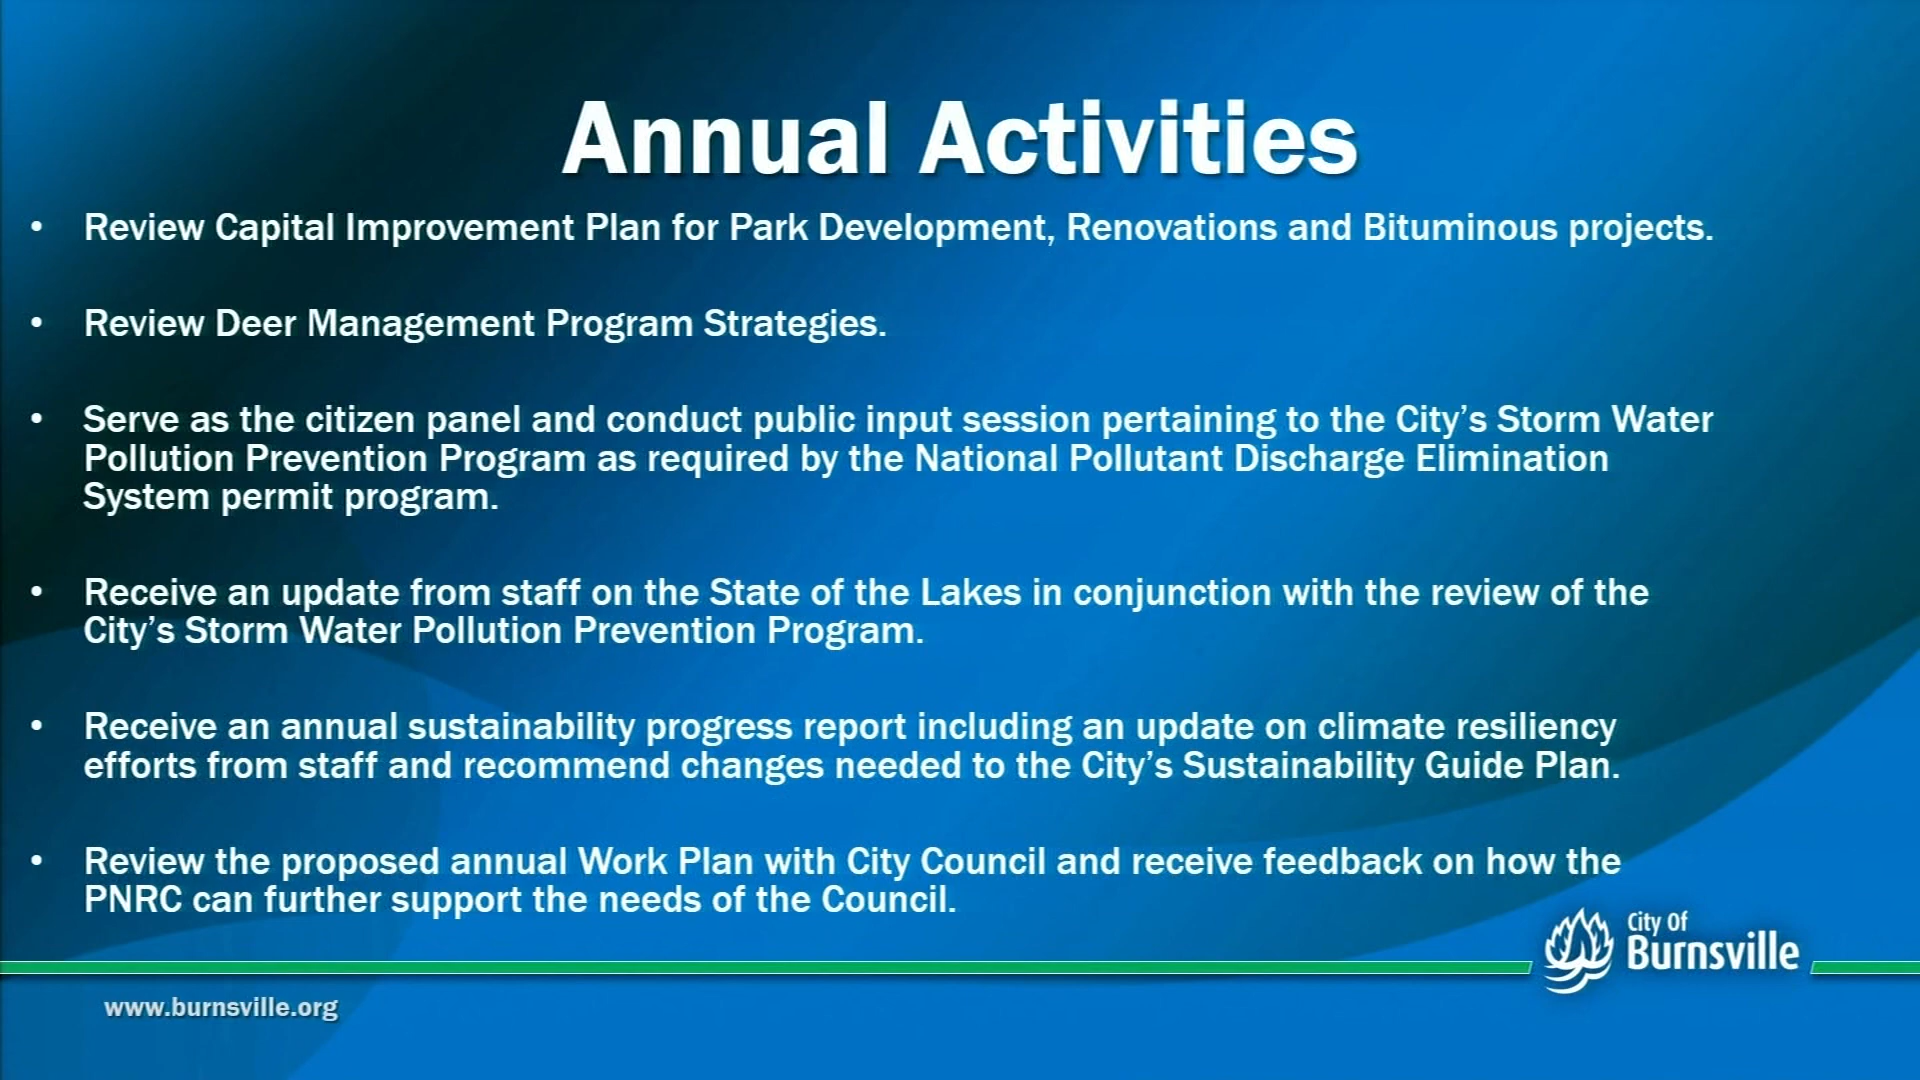 Annual Activities
• Review Capital Improvement Plan for Park Development, Renovations and Bituminous projects.
• Review Deer Management Program Strategies.
• Serve as the citizen panel and conduct public input session pertaining to the City’s Storm Water
Pollution Prevention Program as required by the National Pollutant Discharge Elimination
System permit program.
• Receive an update from staff on the State of the Lakes in conjunction with the review of the
City’s Storm Water Pollution Prevention Program.
• Receive an annual sustainability progress report including an update on climate resiliency
efforts from staff and recommend changes needed to the City’s Sustainability Guide Plan.
• Review the proposed annual Work Plan with City Council and receive feedback on how the
PNRC can further support the needs of the Council.
City Of
Burnsville
www.burnsville.org